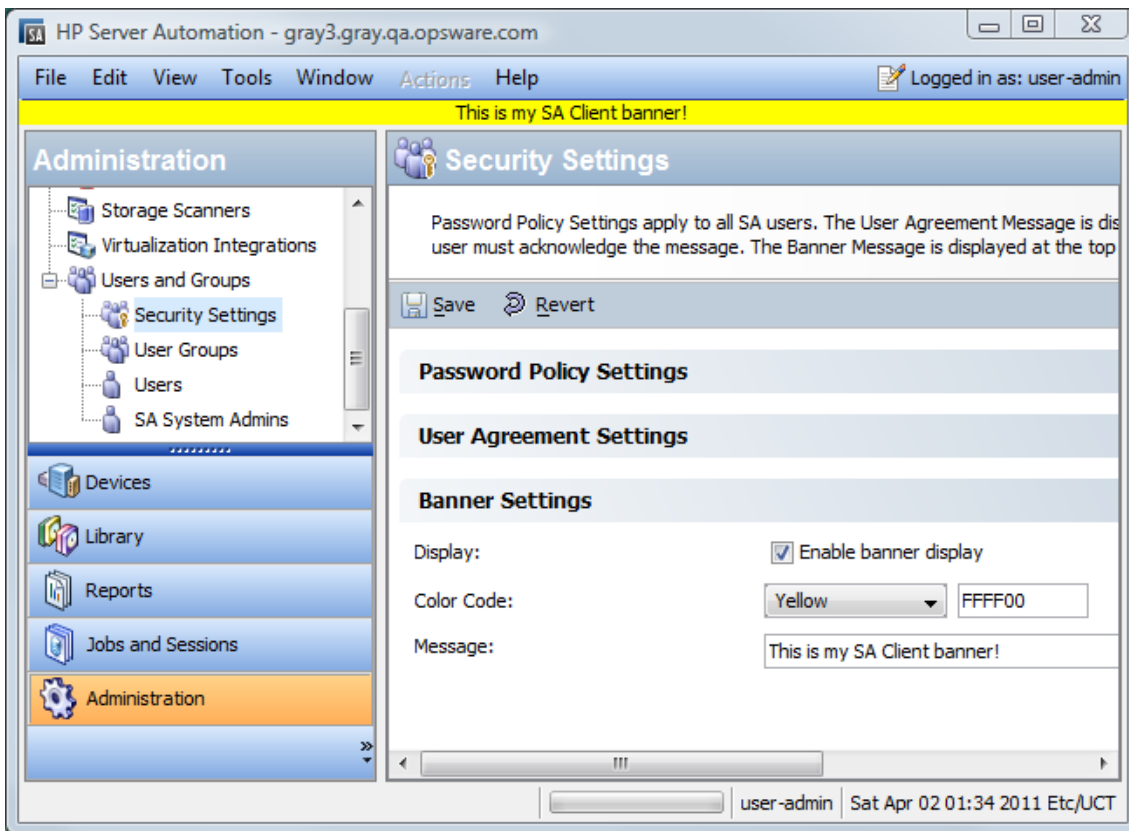 SA HP Server Automation - gray3.gray.qa.opsware.com
File Edit View Tools Window Actions Help Logged in as: user-admin
This is my SA Client banner!
Administration
Storage Scanners
Virtualization Integrations
Users and Groups
Security Settings
User Groups
Users
SA System Admins
Devices
Library
Reports
Jobs and Sessions
Administration
Security Settings
Password Policy Settings apply to all SA users. The User Agreement Message is dis
user must acknowledge the message. The Banner Message is displayed at the top
Save Revert
Password Policy Settings
User Agreement Settings
Banner Settings
Display: Enable banner display
Color Code: Yellow FFFF00
Message: This is my SA Client banner!
user-admin Sat Apr 02 01:34 2011 Etc/UCT